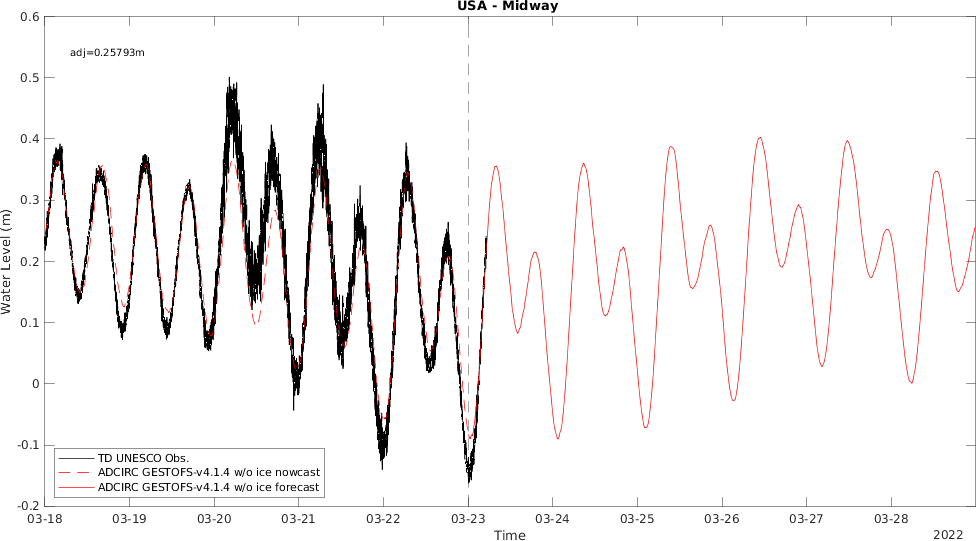 USA - Midway
adj=0.25793m
0.6
0.5
0.4
0.3
0.2
0.1
0
-0.1
-0.2
Water Level (m)
TD UNESCO Obs.
ADCIRC GESTOFS-v4.1.4 w/o ice nowcast
ADCIRC GESTOFS-v4.1.4 w/o ice forecast
03-18 03-19 03-20 03-21 03-22 03-23 03-24 03-25 03-26 03-27 03-28
Time
2022